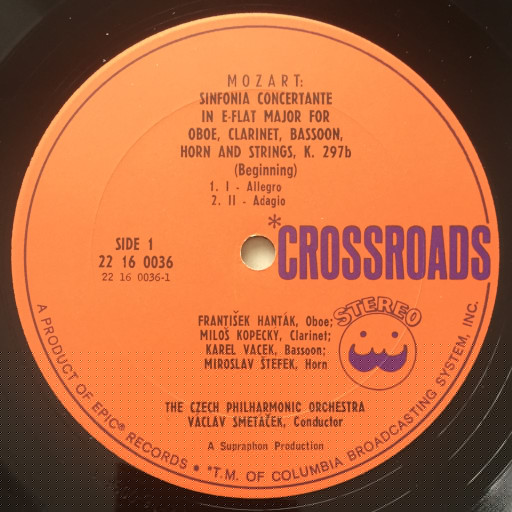 MOZART:
SINFONIA CONCERTANTE
IN E-FLAT MAJOR FOR
OBOE, CLARINET, BASSOON,
HORN AND STRINGS, K. 297b
(Beginning)
1. I - Allegro
2. II - Adagio
SIDE 1
22 16 0036
22 16 0036-1
*CROSSROADS
FRANTIŠEK HANTÁK, Oboe;
MILOŠ KOPECKÝ, Clarinet;
KAREL VACEK, Bassoon;
MIROSLAV ŠTEFEK, Horn
STEREO
THE CZECH PHILHARMONIC ORCHESTRA
VÁCLAV SMETÁČEK, Conductor
A Supraphon Production
A PRODUCT OF EPIC® RECORDS • *T.M. OF COLUMBIA BROADCASTING SYSTEM, INC.